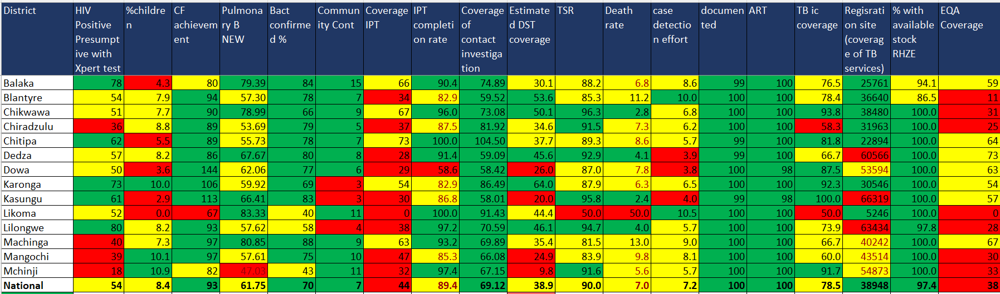 District HIV Positive Presumptive with Xpert test %children CF achievement Pulmonary B NEW Bact confirmed % Community Cont Coverage IPT IPT completion rate Coverage of contact investigation Estimated DST coverage TSR Death rate case detection effort documented ART TB ic coverage Regisration site (coverage of TB services) % with available stock RHZE EQA Coverage
Balaka 78 4.3 80 79.39 84 15 66 90.4 74.89 30.1 88.2 6.8 8.6 99 100 76.5 25761 94.1 59
Blantyre 54 7.9 94 57.30 78 7 34 82.9 59.52 53.6 85.3 11.2 10.0 100 100 78.4 36640 86.5 11
Chikwawa 51 7.7 90 78.99 66 9 67 96.0 73.08 50.1 96.3 2.8 6.8 100 100 93.8 38480 100.0 31
Chiradzulu 36 8.8 89 53.69 79 5 37 87.5 81.92 34.6 91.5 7.3 6.2 100 100 58.3 31963 100.0 25
Chitipa 62 5.5 89 55.73 78 7 73 100.0 104.50 37.7 89.3 8.6 5.7 99 100 81.8 22894 100.0 64
Dedza 57 8.2 86 67.67 80 8 28 91.4 59.09 45.6 92.9 4.1 3.9 99 100 66.7 60566 100.0 73
Dowa 50 3.6 144 62.06 77 6 29 58.6 58.42 26.0 87.0 7.8 3.8 100 98 87.5 53594 100.0 63
Karonga 73 10.0 106 59.92 69 3 54 82.9 86.49 64.0 87.9 6.3 6.5 100 100 92.3 30546 100.0 54
Kasungu 61 2.9 113 66.41 83 3 30 86.8 58.01 20.0 95.8 2.4 4.0 99 98 100.0 66319 100.0 57
Likoma 52 0.0 67 83.33 40 11 0 100.0 91.43 44.4 50.0 50.0 10.5 100 100 50.0 5246 100.0 0
Lilongwe 80 8.2 93 57.62 58 4 38 97.2 70.59 46.1 94.7 4.0 5.7 100 100 73.9 63434 97.8 28
Machinga 40 7.3 97 80.85 88 9 63 93.2 69.89 35.4 81.5 13.0 9.0 100 100 66.7 40242 100.0 67
Mangochi 39 10.1 97 57.61 75 10 47 85.3 66.08 24.9 83.9 9.8 8.1 100 100 60.0 43514 100.0 30
Mchinji 18 10.9 82 47.03 43 11 32 97.4 67.15 9.8 91.6 5.6 5.7 100 100 91.7 54873 100.0 33
National 54 8.4 93 61.75 70 7 44 89.4 69.12 38.9 90.0 7.0 7.2 100 100 78.5 38948 97.4 38